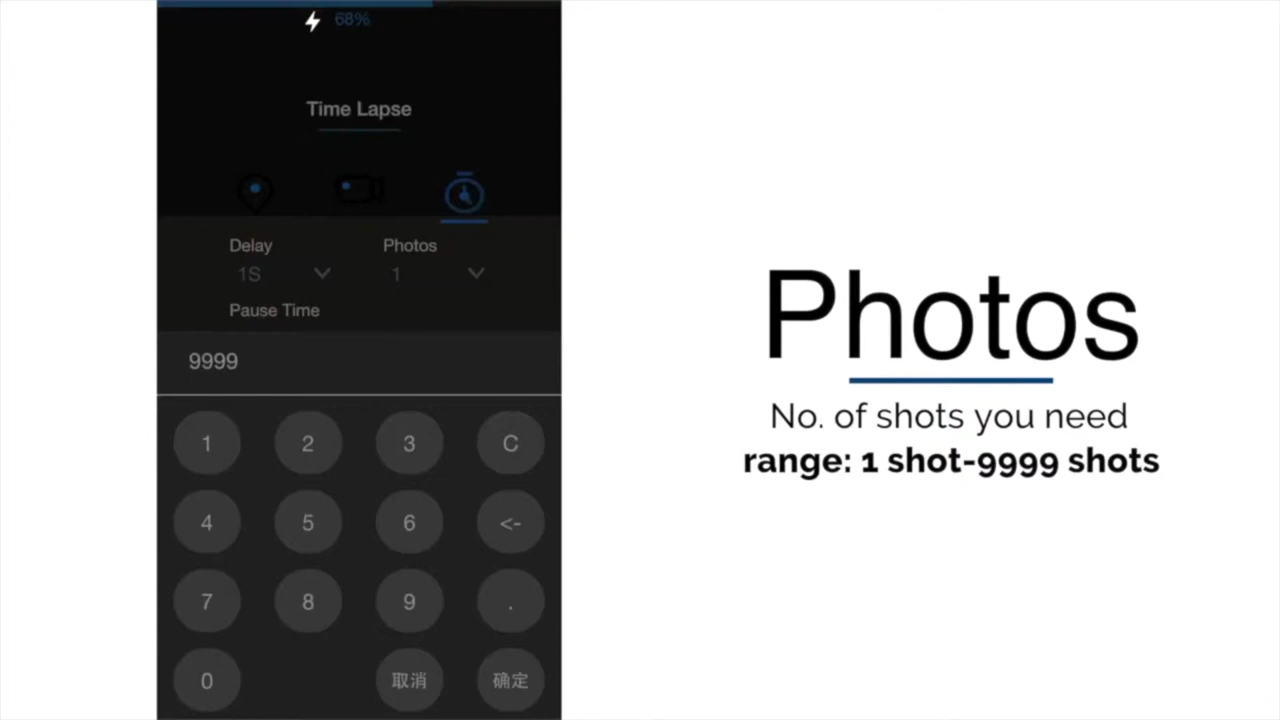 68%
Time Lapse
Delay
Photos
1S
1
Pause Time
9999
1 2 3 C
4 5 6 <-
7 8 9 .
0 取消 确定
Photos
No. of shots you need
range: 1 shot-9999 shots